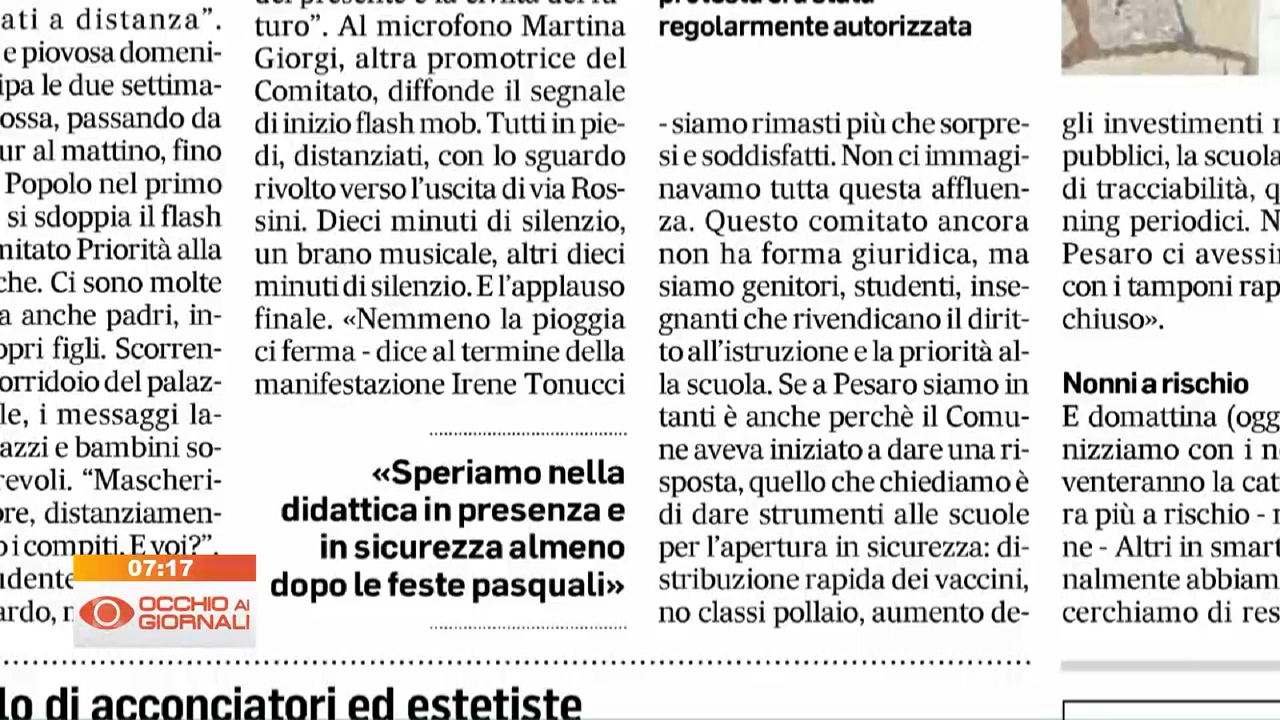 ati a distanza”.
e piovosa domeni-
ipa le due settima-
ossa, passando da
ur al mattino, fino
Popolo nel primo
si sdoppia il flash
mitato Priorità alla
che. Ci sono molte
a anche padri, in-
opri figli. Scorren-
orridoio del palaz-
le, i messaggi la-
azzi e bambini so-
revoli. “Mascheri-
ore, distanziamen-
o i compiti. E voi?”.
udente
ardo, r
turo”. Al microfono Martina
Giorgi, altra promotrice del
Comitato, diffonde il segnale
di inizio flash mob. Tutti in pie-
di, distanziati, con lo sguardo
rivolto verso l’uscita di via Ros-
sini. Dieci minuti di silenzio,
un brano musicale, altri dieci
minuti di silenzio. E l’applauso
finale. «Nemmeno la pioggia
ci ferma - dice al termine della
manifestazione Irene Tonucci
«Speriamo nella
didattica in presenza e
in sicurezza almeno
dopo le feste pasquali»
regolarmente autorizzata
- siamo rimasti più che sorpre-
si e soddisfatti. Non ci immagi-
navamo tutta questa affluen-
za. Questo comitato ancora
non ha forma giuridica, ma
siamo genitori, studenti, inse-
gnanti che rivendicano il dirit-
to all’istruzione e la priorità al-
la scuola. Se a Pesaro siamo in
tanti è anche perchè il Comu-
ne aveva iniziato a dare una ri-
sposta, quello che chiediamo è
di dare strumenti alle scuole
per l’apertura in sicurezza: di-
stribuzione rapida dei vaccini,
no classi pollaio, aumento de-
gli investimenti
pubblici, la scuola
di tracciabilità, q
ning periodici. N
Pesaro ci avessi
con i tamponi rap
chiuso».
Nonni a rischio
E domattina (ogg
nizziamo con i n
venteranno la cat
ra più a rischio -
ne - Altri in smart
nalmente abbiam
cerchiamo di res
07:17
OCCHIO AI
GIORNALI
lo di acconciatori ed estetiste